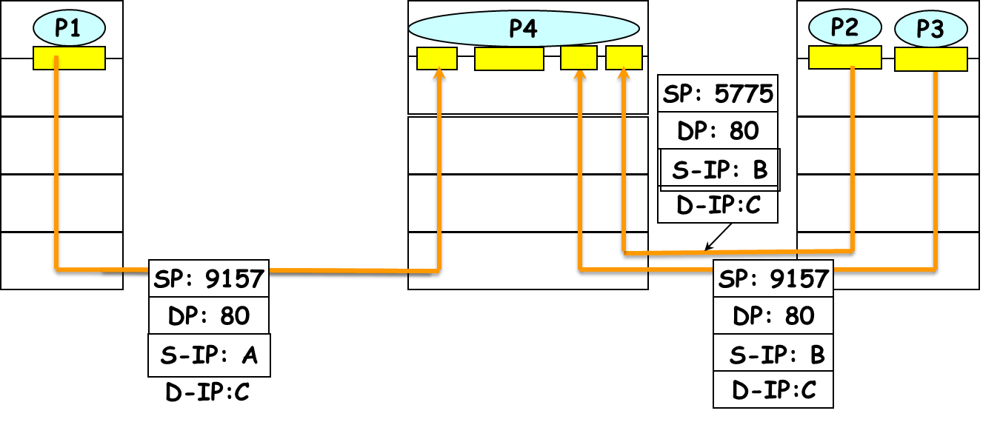 P1
P4
P2
P3
SP: 5775
DP: 80
S-IP: B
D-IP:C
SP: 9157
DP: 80
S-IP: A
D-IP:C
SP: 9157
DP: 80
S-IP: B
D-IP:C